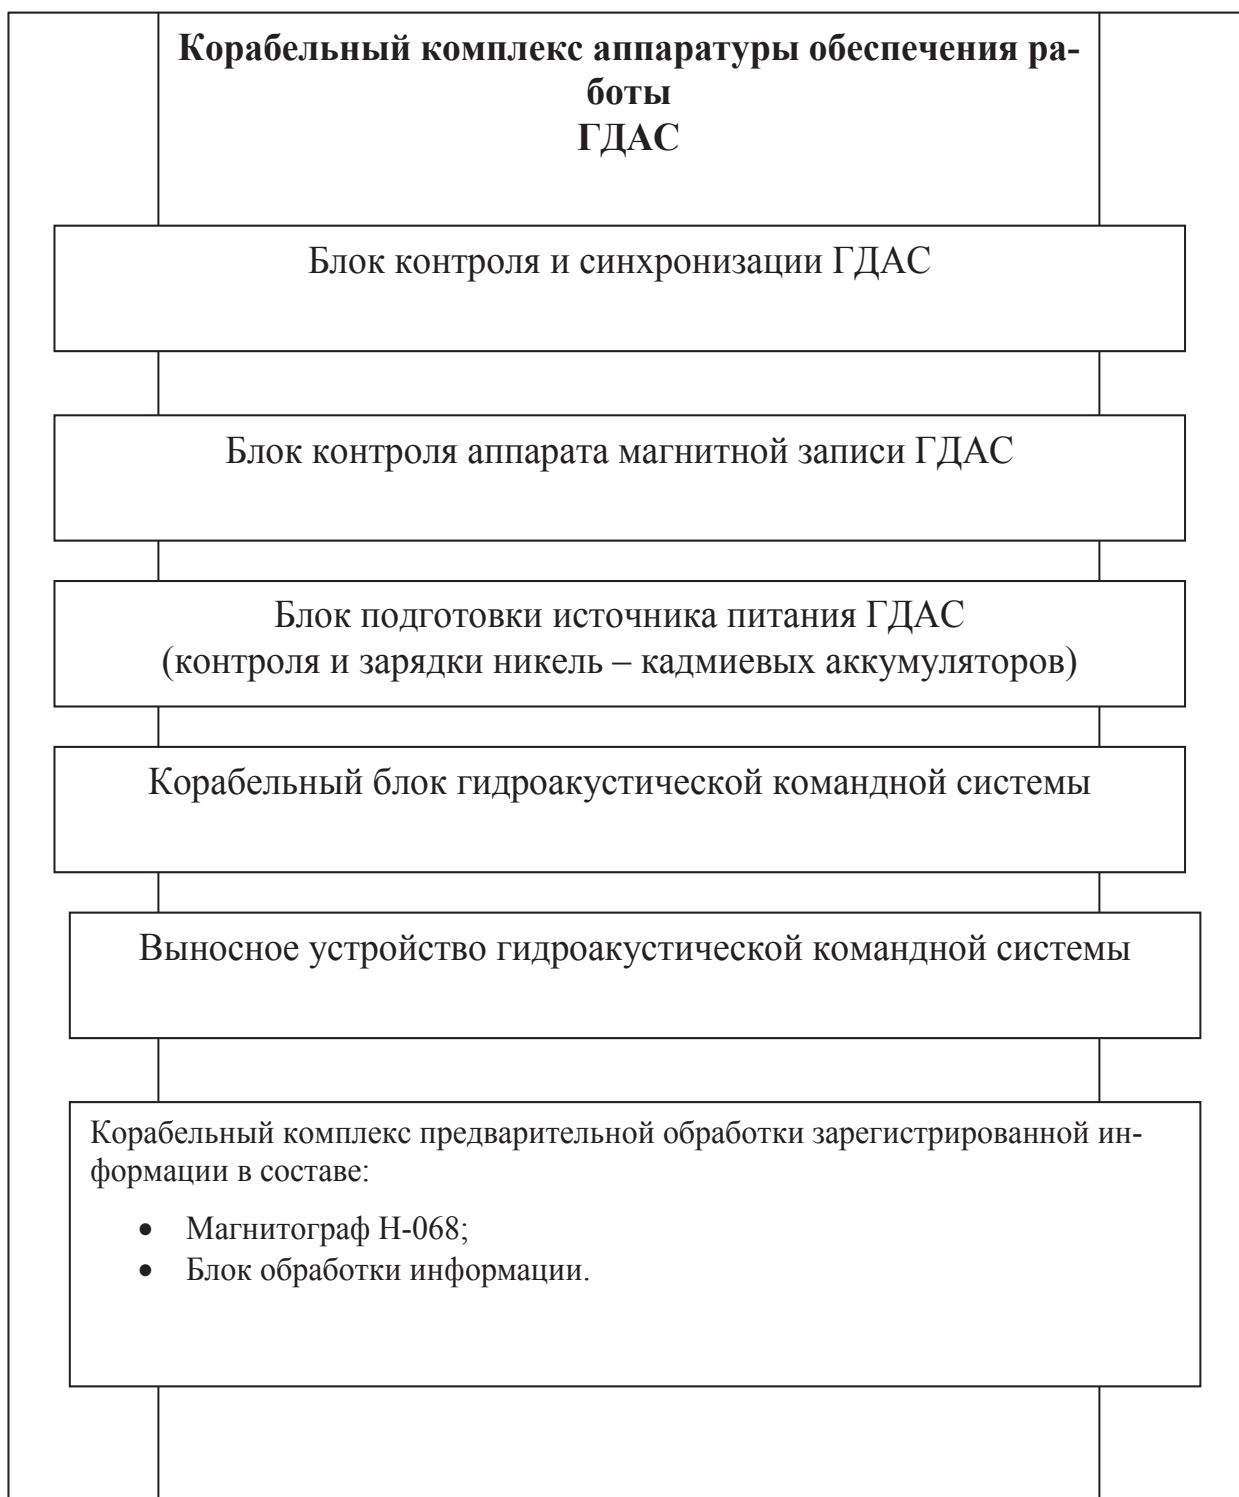 Корабельный комплекс аппаратуры обеспечения ра-
боты
ГДАС
Блок контроля и синхронизации ГДАС
Блок контроля аппарата магнитной записи ГДАС
Блок подготовки источника питания ГДАС
(контроля и зарядки никель – кадмиевых аккумуляторов)
Корабельный блок гидроакустической командной системы
Выносное устройство гидроакустической командной системы
Корабельный комплекс предварительной обработки зарегистрированной ин-
формации в составе:
• Магнитограф Н-068;
• Блок обработки информации.